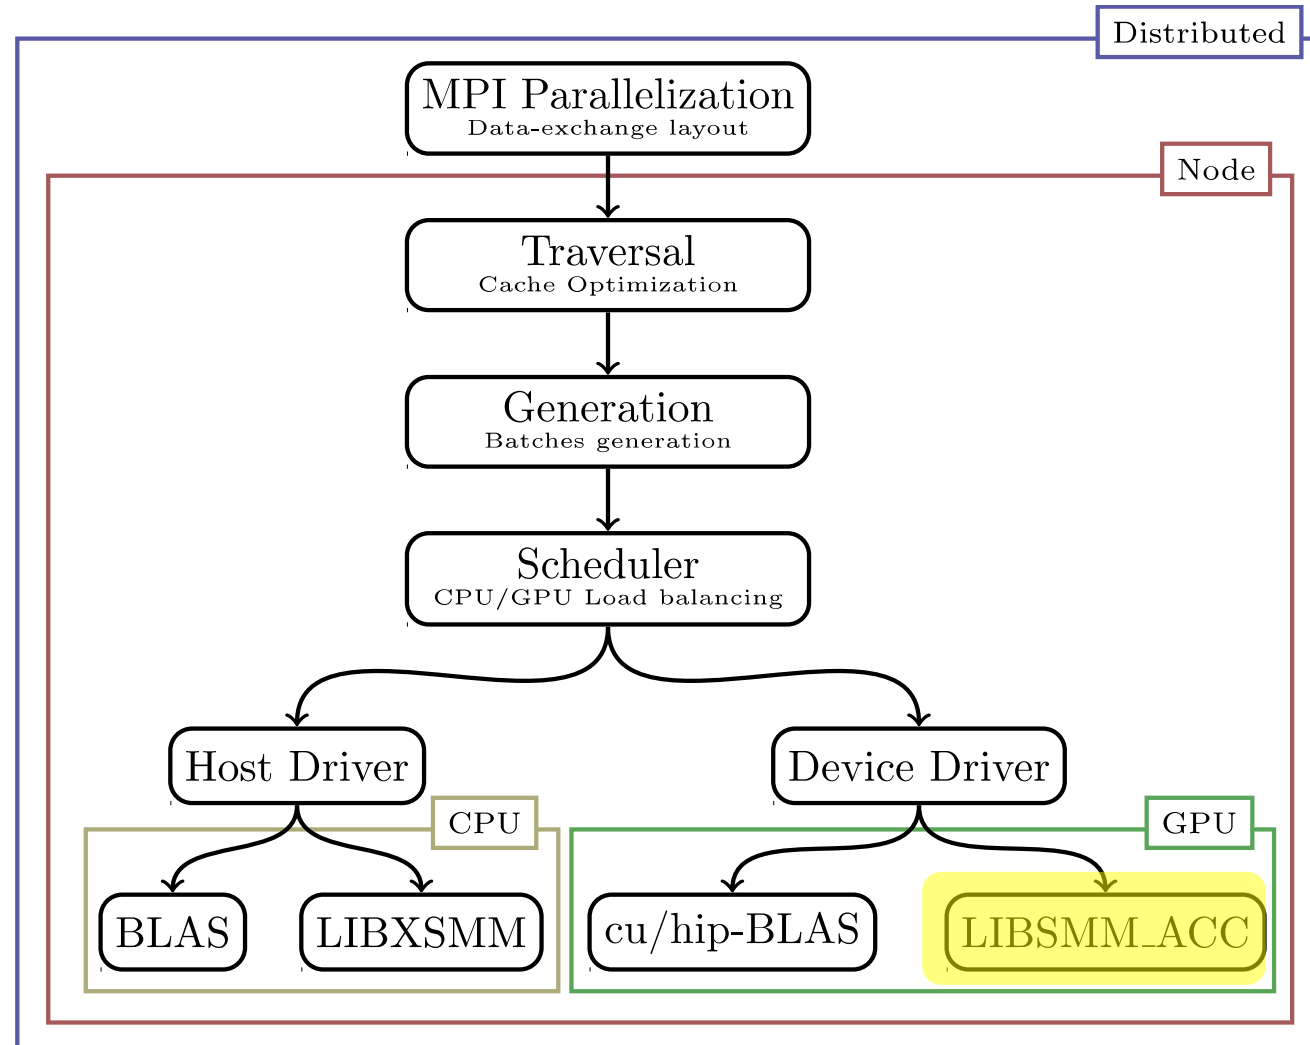 Distributed
MPI Parallelization
Data-exchange layout
Node
Traversal
Cache Optimization
Generation
Batches generation
Scheduler
CPU/GPU Load balancing
Host Driver
Device Driver
CPU
GPU
BLAS
LIBXSMM
cu/hip-BLAS
LIBSMM_ACC